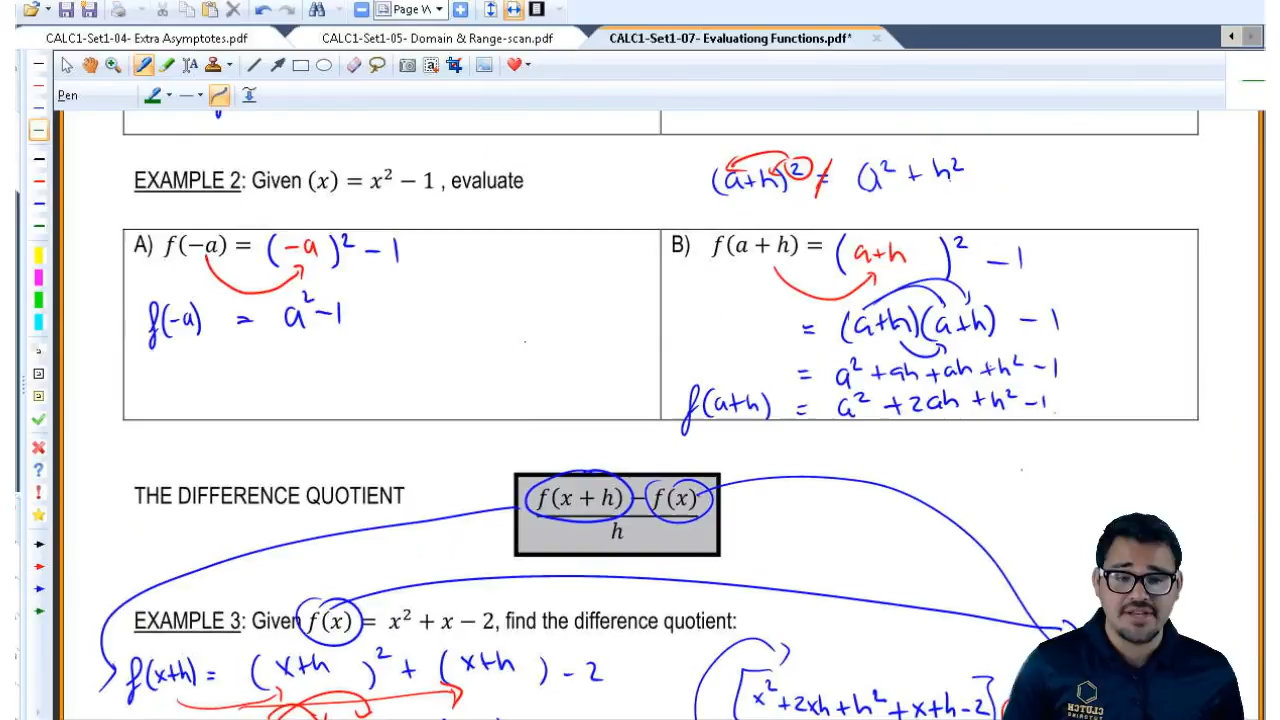 Page V
CALC1-Set1-04- Extra Asymptotes.pdf
CALC1-Set1-05- Domain & Range-scan.pdf
CALC1-Set1-07- Evaluationg Functions.pdf*
Pen
EXAMPLE 2: Given (x) = x² − 1 , evaluate
(a+h)² ≠ a² + h²
A) f(−a) = (-a)² - 1
f(-a) = a² - 1
B) f(a + h) = (a+h)² - 1
= (a+h)(a+h) - 1
= a² + ah + ah + h² - 1
f(a+h) = a² + 2ah + h² - 1
THE DIFFERENCE QUOTIENT
f(x + h) − f(x)
h
EXAMPLE 3: Given f(x) = x² + x − 2, find the difference quotient:
f(x+h) = (x+h)² + (x+h) - 2
[x² + 2xh + h² + x + h - 2]
CLUTCH